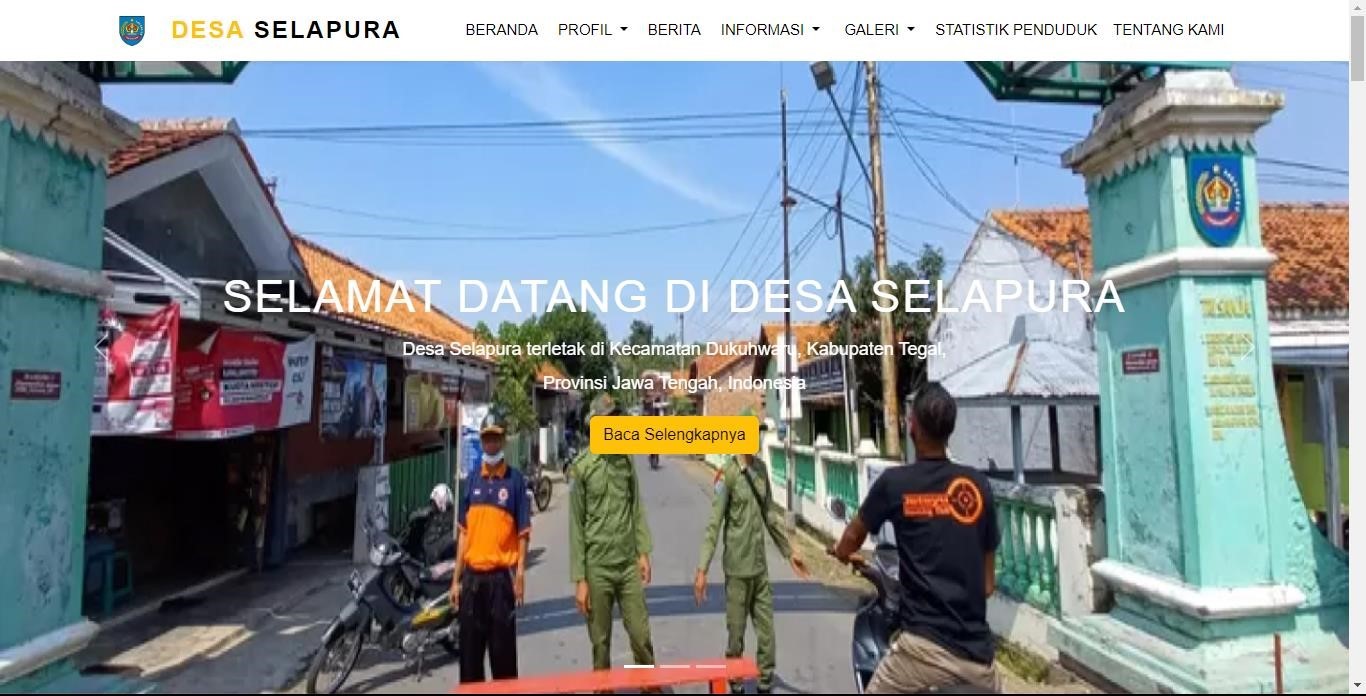 DESA SELAPURA
BERANDA PROFIL BERITA INFORMASI GALERI STATISTIK PENDUDUK TENTANG KAMI
SELAMAT DATANG DI DESA SELAPURA
Desa Selapura terletak di Kecamatan Dukuhwaru, Kabupaten Tegal,
Provinsi Jawa Tengah, Indonesia
Baca Selengkapnya